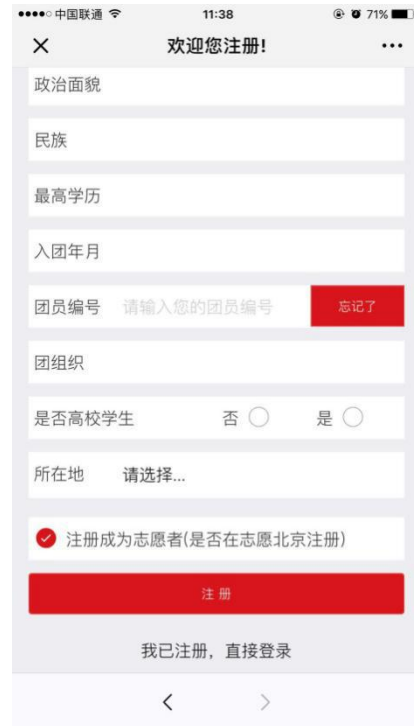 中国联通 11:38 71%
欢迎您注册!
政治面貌
民族
最高学历
入团年月
团员编号 请输入您的团员编号 忘记了
团组织
是否高校学生 否 是
所在地 请选择...
注册成为志愿者(是否在志愿北京注册)
注 册
我已注册，直接登录